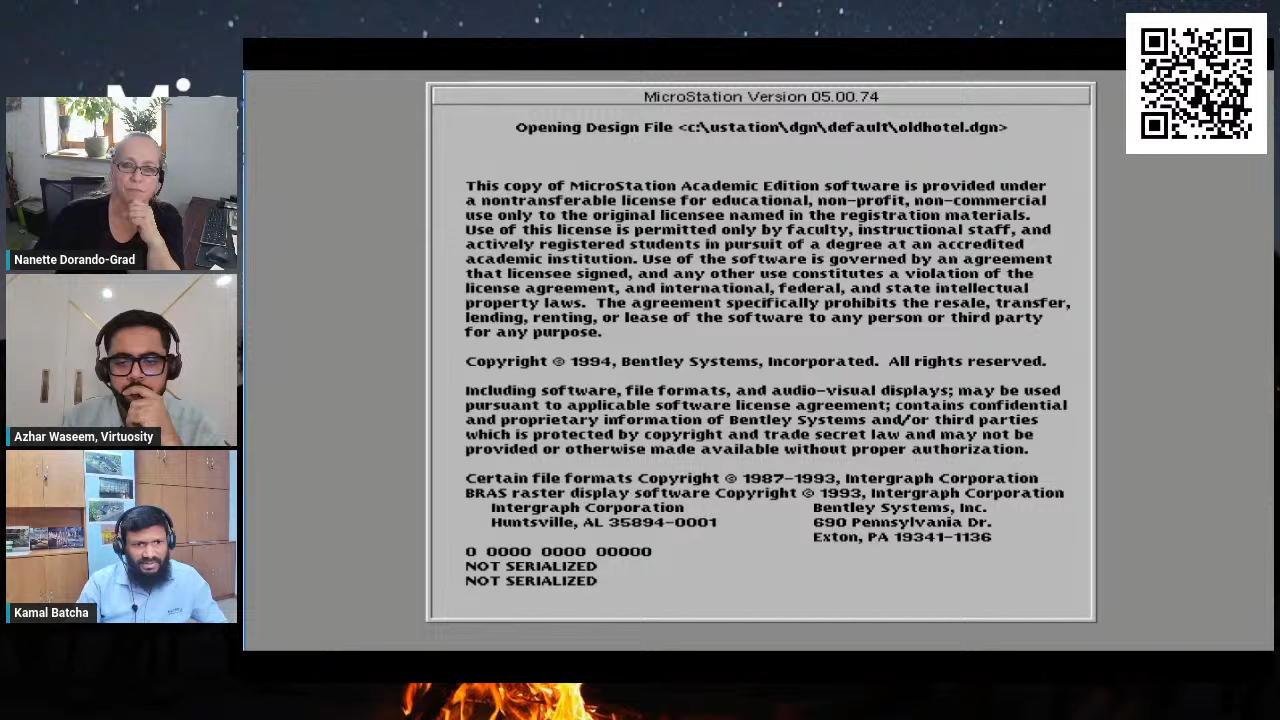 MicroStation Version 05.00.74
Opening Design File <c:\ustation\dgn\default\oldhotel.dgn>
This copy of MicroStation Academic Edition software is provided under
a nontransferable license for educational, non-profit, non-commercial
use only to the original licensee named in the registration materials.
Use of this license is permitted only by faculty, instructional staff, and
actively registered students in pursuit of a degree at an accredited
academic institution. Use of the software is governed by an agreement
that licensee signed, and any other use constitutes a violation of the
license agreement, and international, federal, and state intellectual
property laws. The agreement specifically prohibits the resale, transfer,
lending, renting, or lease of the software to any person or third party
for any purpose.
Copyright © 1994, Bentley Systems, Incorporated. All rights reserved.
Including software, file formats, and audio-visual displays; may be used
pursuant to applicable software license agreement; contains confidential
and proprietary information of Bentley Systems and/or third parties
which is protected by copyright and trade secret law and may not be
provided or otherwise made available without proper authorization.
Certain file formats Copyright © 1987-1993, Intergraph Corporation
BRAS raster display software Copyright © 1993, Intergraph Corporation
Intergraph Corporation Bentley Systems, Inc.
Huntsville, AL 35894-0001 690 Pennsylvania Dr.
Exton, PA 19341-1136
0 0000 0000 00000
NOT SERIALIZED
NOT SERIALIZED
Nanette Dorando-Grad
Azhar Waseem, Virtuosity
Kamal Batcha